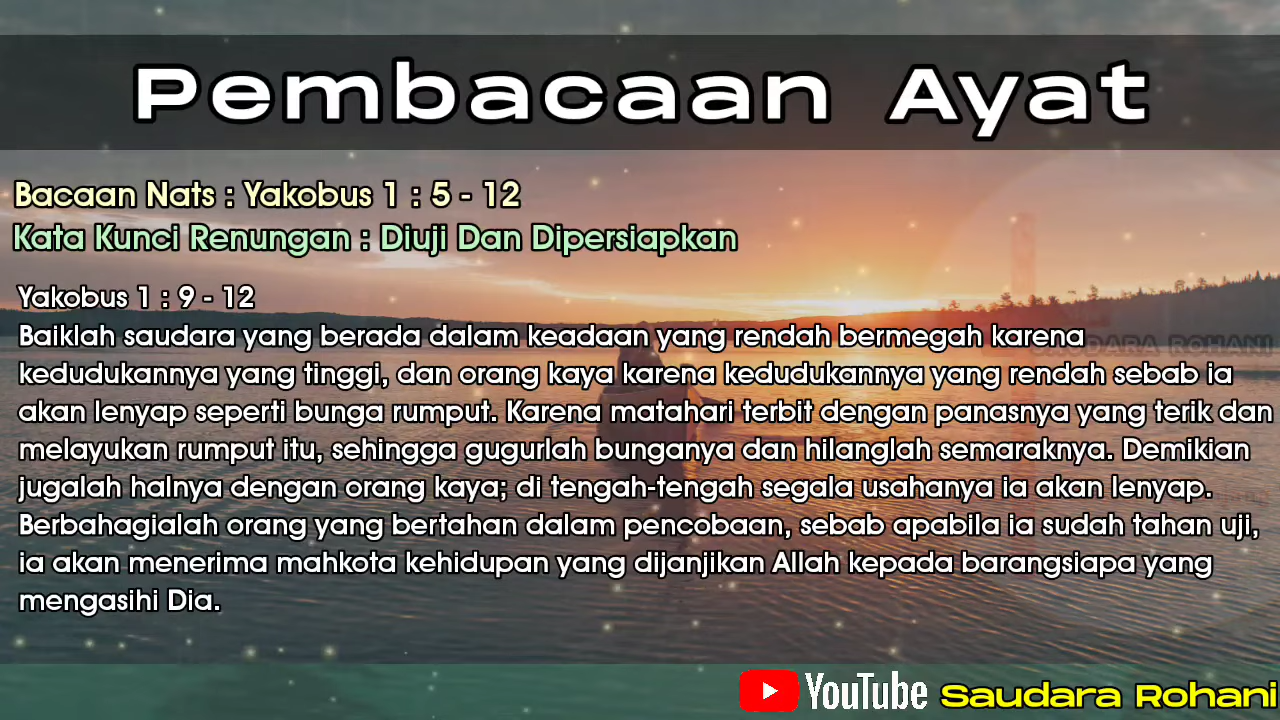 Pembacaan Ayat
Bacaan Nats : Yakobus 1 : 5 - 12
Kata Kunci Renungan : Diuji Dan Dipersiapkan
Yakobus 1 : 9 - 12
Baiklah saudara yang berada dalam keadaan yang rendah bermegah karena
kedudukannya yang tinggi, dan orang kaya karena kedudukannya yang rendah sebab ia
akan lenyap seperti bunga rumput. Karena matahari terbit dengan panasnya yang terik dan
melayukan rumput itu, sehingga gugurlah bunganya dan hilanglah semaraknya. Demikian
jugalah halnya dengan orang kaya; di tengah-tengah segala usahanya ia akan lenyap.
Berbahagialah orang yang bertahan dalam pencobaan, sebab apabila ia sudah tahan uji,
ia akan menerima mahkota kehidupan yang dijanjikan Allah kepada barangsiapa yang
mengasihi Dia.
SAUDARA ROHANI
YouTube Saudara Rohani